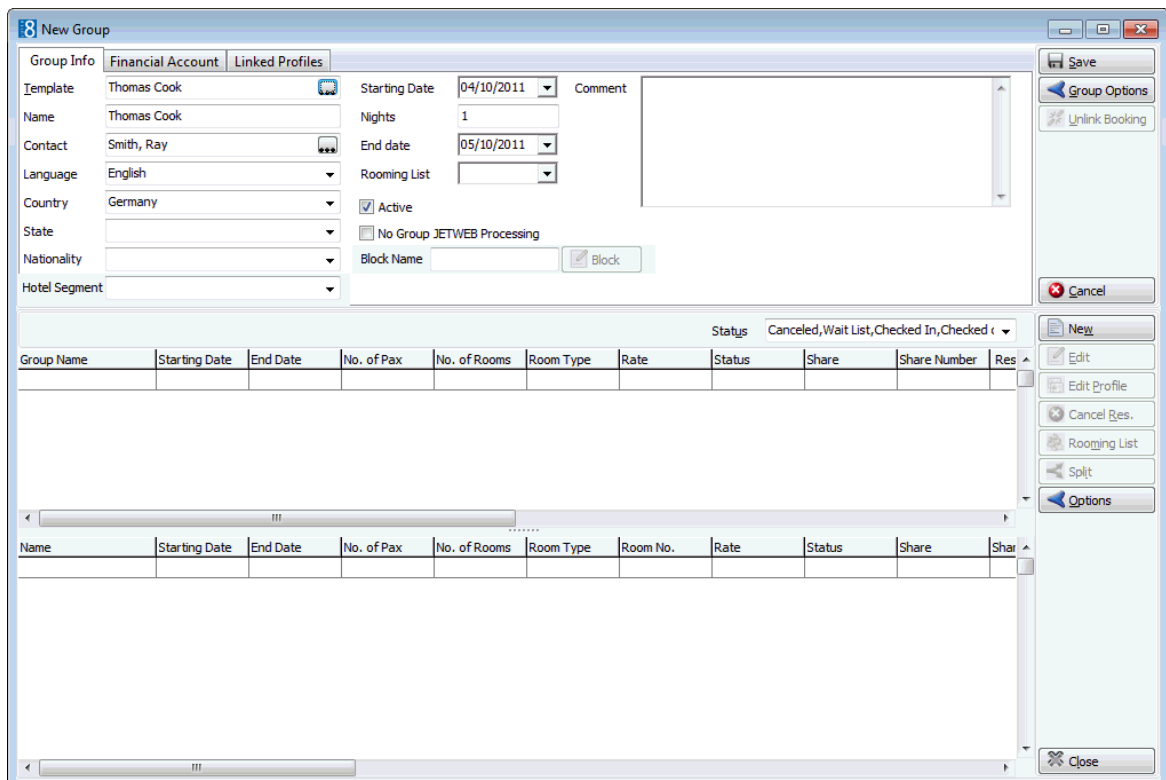 8 New Group
Group Info Financial Account Linked Profiles
Save
Template Thomas Cook Starting Date 04/10/2011 Comment
Group Options
Name Thomas Cook Nights 1
Unlink Booking
Contact Smith, Ray End date 05/10/2011
Language English Rooming List
Country Germany Active
State No Group JETWEB Processing
Nationality Block Name Block
Hotel Segment
Cancel
Status Canceled,Wait List,Checked In,Checked
New
Group Name Starting Date End Date No. of Pax No. of Rooms Room Type Rate Status Share Share Number Res
Edit
Edit Profile
Cancel Res.
Rooming List
Split
Options
Name Starting Date End Date No. of Pax No. of Rooms Room Type Room No. Rate Status Share Shar
Close